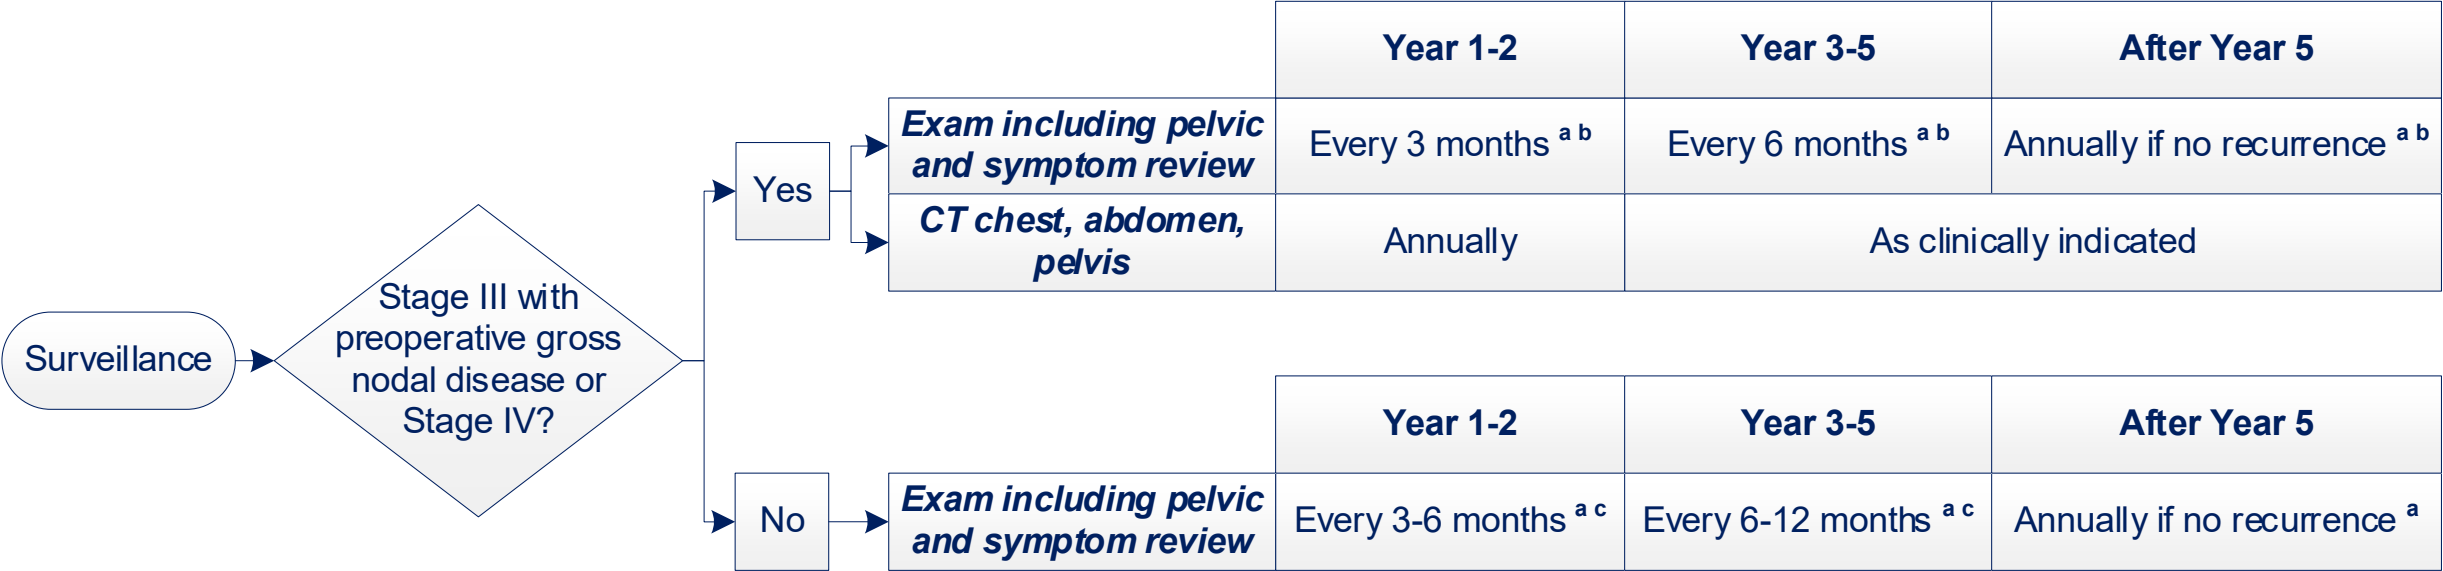 Surveillance
Stage III with
preoperative gross
nodal disease or
Stage IV?
Yes
Year 1-2
Year 3-5
After Year 5
Exam including pelvic
and symptom review
Every 3 months a b
Every 6 months a b
Annually if no recurrence a b
CT chest, abdomen,
pelvis
Annually
As clinically indicated
No
Year 1-2
Year 3-5
After Year 5
Exam including pelvic
and symptom review
Every 3-6 months a c
Every 6-12 months a c
Annually if no recurrence a